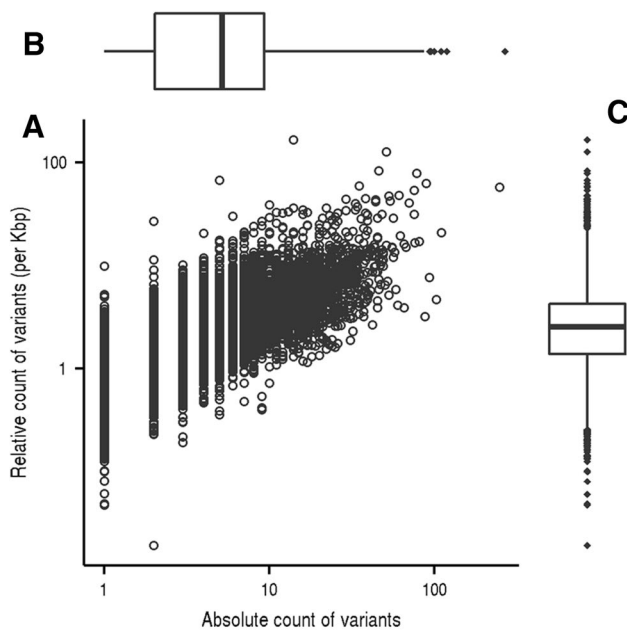 B
A
C
100
1
1
10
100
Relative count of variants (per Kbp)
Absolute count of variants